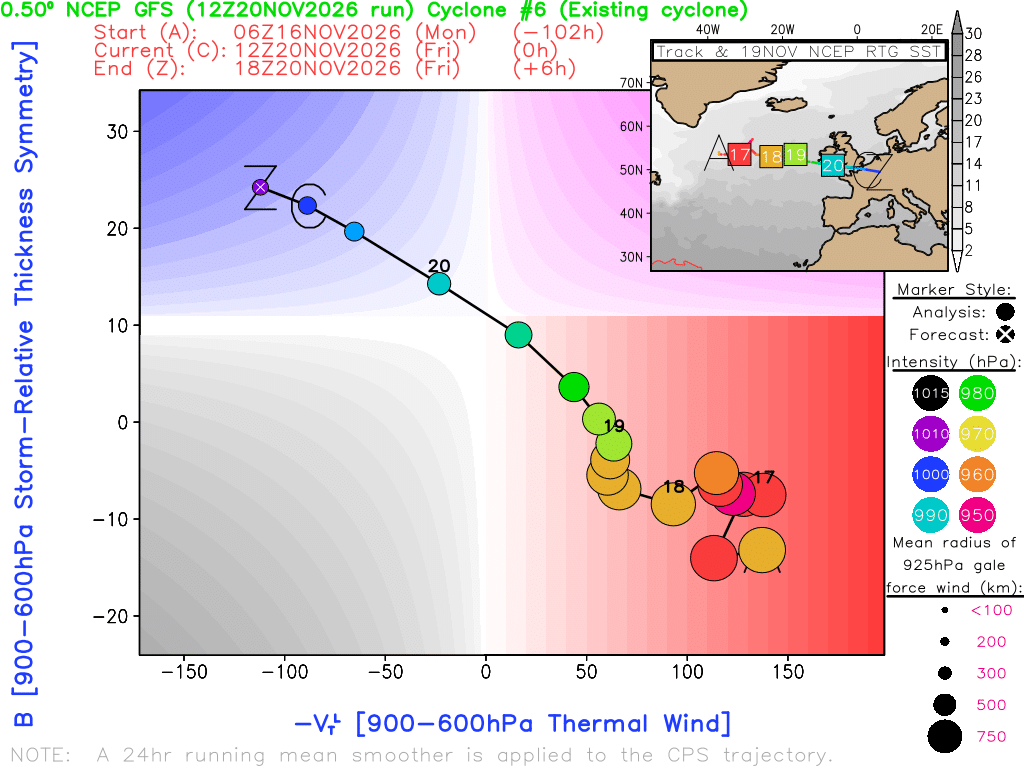 0.50° NCEP GFS (12Z20NOV2026 run) Cyclone #6 (Existing cyclone)
Start (A): 06Z16NOV2026 (Mon) (−102h)
Current (C): 12Z20NOV2026 (Fri) (0h)
End (Z): 18Z20NOV2026 (Fri) (+6h)
B [900−600hPa Storm−Relative Thickness Symmetry]
30
20
10
0
−10
−20
−150
−100
−50
0
50
100
150
−V_T^L [900−600hPa Thermal Wind]
Z
C
20
19
18
17
A
40W
20W
0
20E
Track & 19NOV NCEP RTG SST
70N
60N
50N
40N
30N
A
17
18
19
20
C
Z
30
28
26
23
20
17
14
11
8
5
2
Marker Style:
Analysis:
Forecast:
Intensity (hPa):
1015 980
1010 970
1000 960
990 950
Mean radius of
925hPa gale
force wind (km):
<100
200
300
500
750
NOTE: A 24hr running mean smoother is applied to the CPS trajectory.